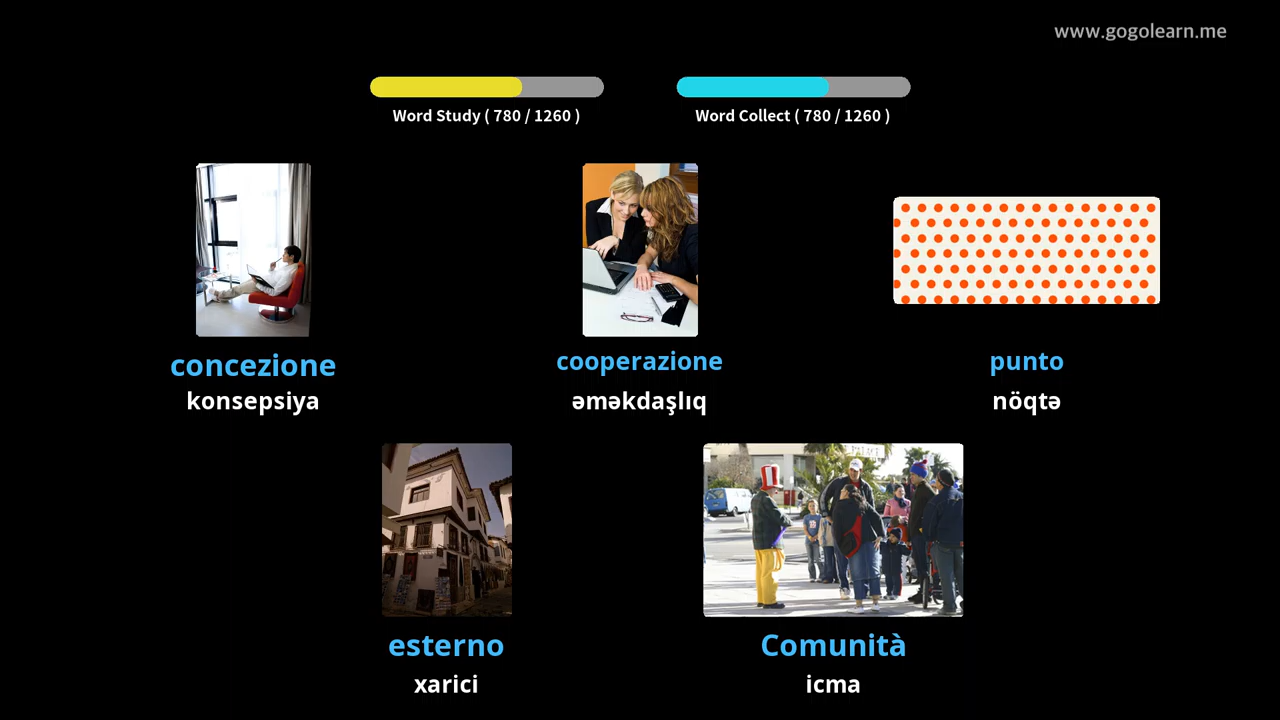 www.gogolearn.me
Word Study ( 780 / 1260 )
Word Collect ( 780 / 1260 )
concezione
konsepsiya
cooperazione
əməkdaşlıq
punto
nöqtə
esterno
xarici
Comunità
icma